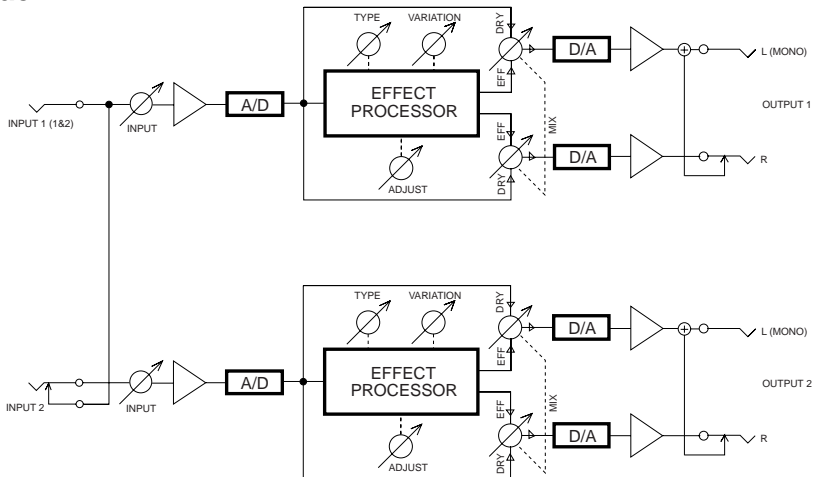 TYPE
VARIATION
DRY
D/A
L (MONO)
EFFECT
PROCESSOR
EFF
A/D
INPUT 1 (1&2)
INPUT
MIX
OUTPUT 1
EFF
D/A
R
ADJUST
DRY
TYPE
VARIATION
DRY
D/A
L (MONO)
EFFECT
PROCESSOR
EFF
A/D
INPUT 2
INPUT
MIX
OUTPUT 2
EFF
D/A
R
ADJUST
DRY